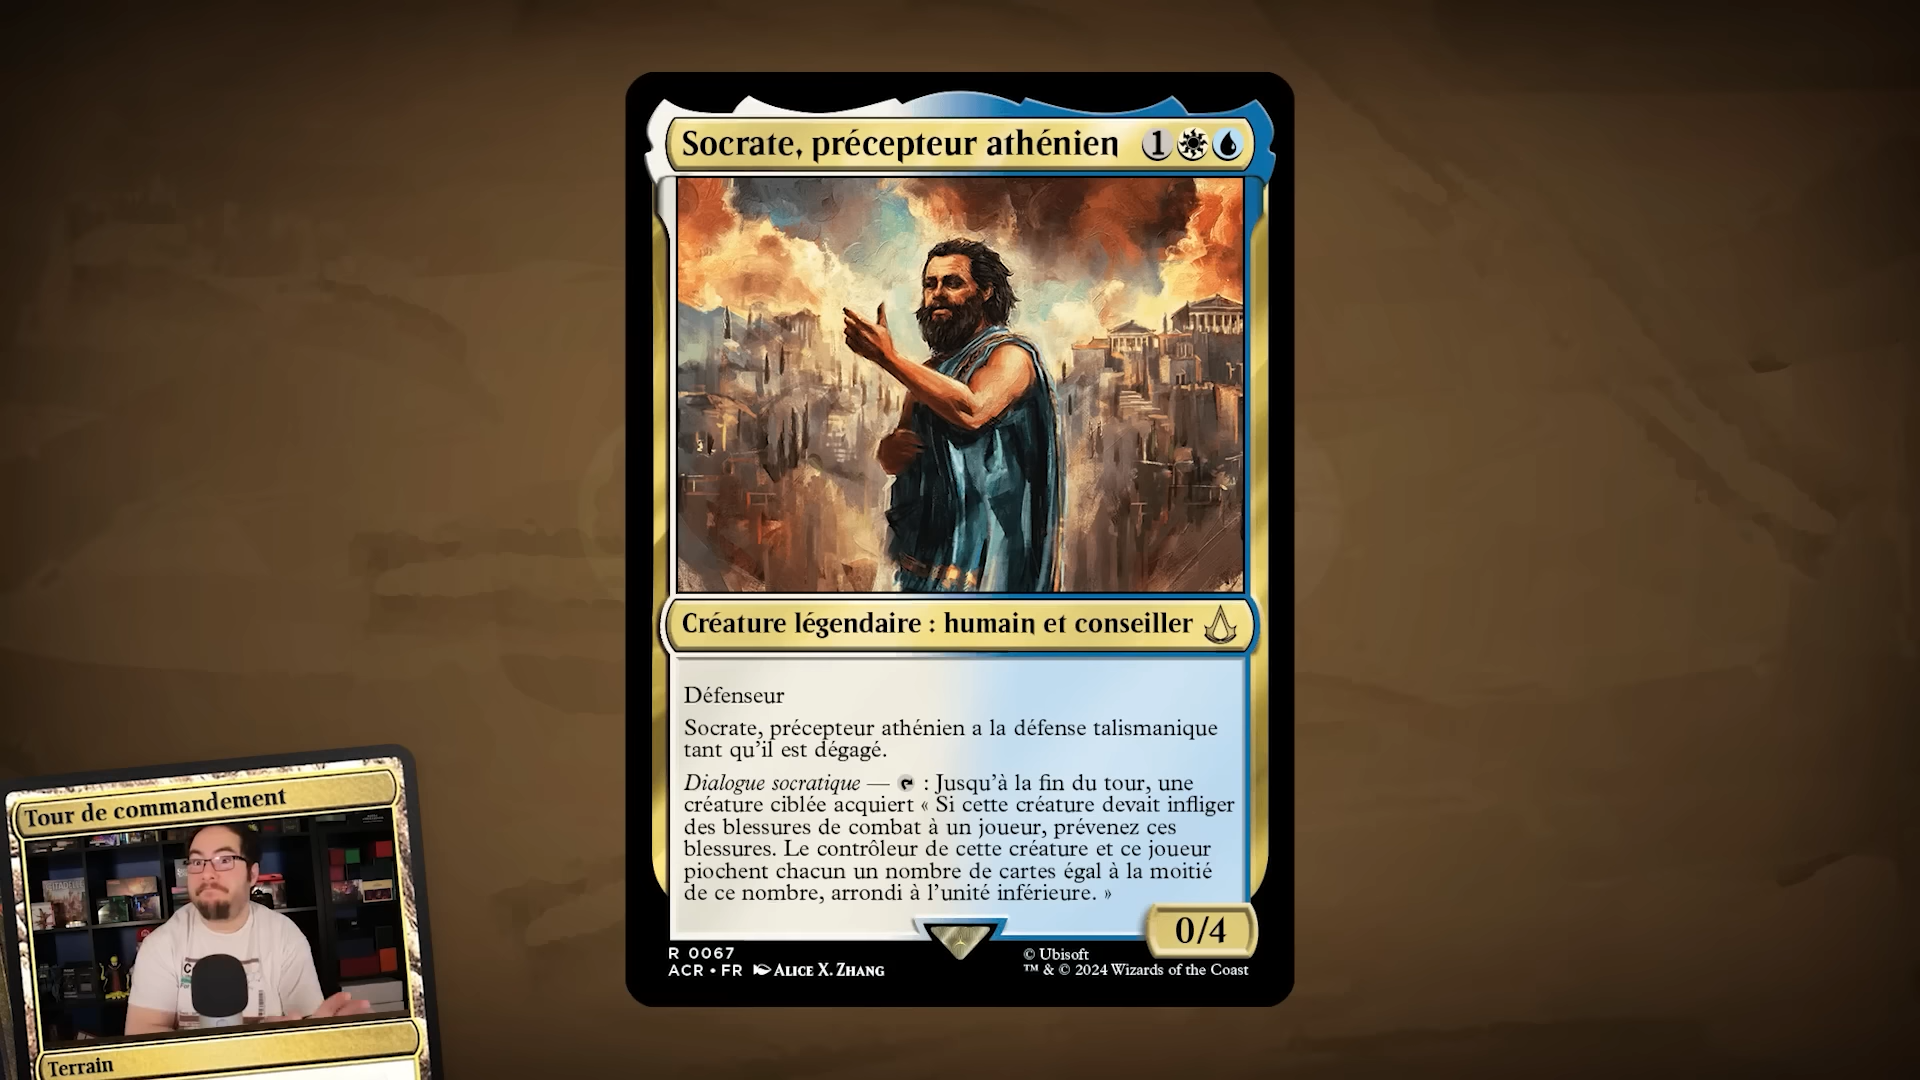 Socrate, précepteur athénien 1
Créature légendaire : humain et conseiller
Défenseur
Socrate, précepteur athénien a la défense talismanique
tant qu'il est dégagé.
Dialogue socratique — : Jusqu'à la fin du tour, une
créature ciblée acquiert « Si cette créature devait infliger
des blessures de combat à un joueur, prévenez ces
blessures. Le contrôleur de cette créature et ce joueur
piochent chacun un nombre de cartes égal à la moitié
de ce nombre, arrondi à l'unité inférieure. »
0/4
R 0067
ACR • FR ALICE X. ZHANG
© Ubisoft
™ & © 2024 Wizards of the Coast
Tour de commandement
Terrain